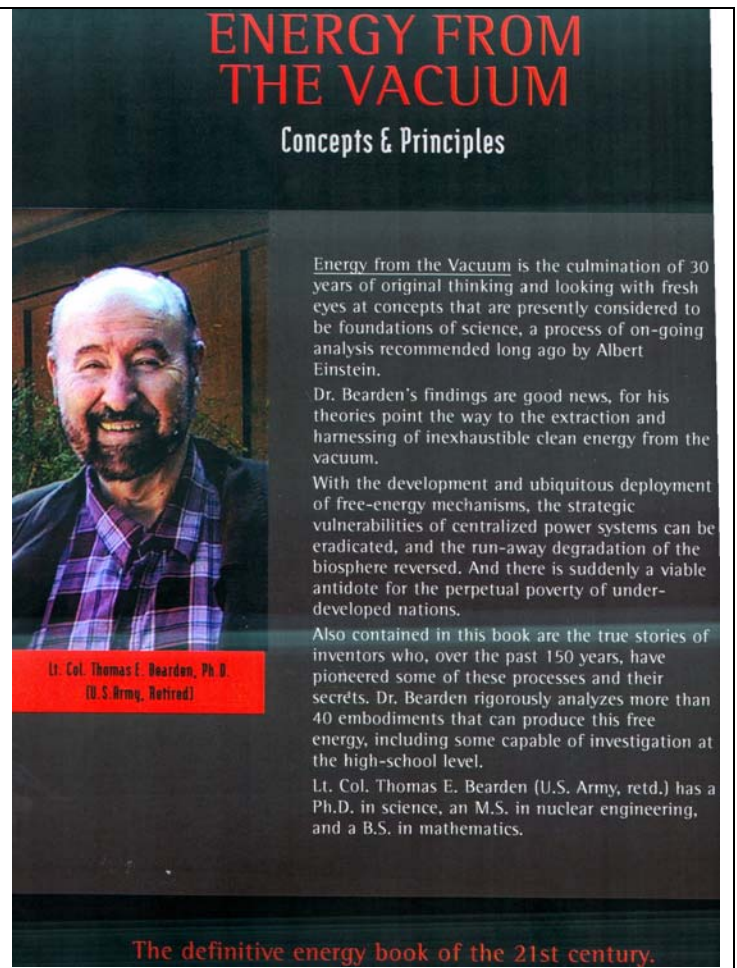 ENERGY FROM
THE VACUUM
Concepts & Principles
Energy from the Vacuum is the culmination of 30
years of original thinking and looking with fresh
eyes at concepts that are presently considered to
be foundations of science, a process of on-going
analysis recommended long ago by Albert
Einstein.
Dr. Bearden's findings are good news, for his
theories point the way to the extraction and
harnessing of inexhaustible clean energy from the
vacuum.
With the development and ubiquitous deployment
of free-energy mechanisms, the strategic
vulnerabilities of centralized power systems can be
eradicated, and the run-away degradation of the
biosphere reversed. And there is suddenly a viable
antidote for the perpetual poverty of under-
developed nations.
Also contained in this book are the true stories of
inventors who, over the past 150 years, have
pioneered some of these processes and their
secrets. Dr. Bearden rigorously analyzes more than
40 embodiments that can produce this free
energy, including some capable of investigation at
the high-school level.
Lt. Col. Thomas E. Bearden (U.S. Army, retd.) has a
Ph.D. in science, an M.S. in nuclear engineering,
and a B.S. in mathematics.
Lt. Col. Thomas E. Bearden, Ph.D.
(U.S.Army, Retired)
The definitive energy book of the 21st century.